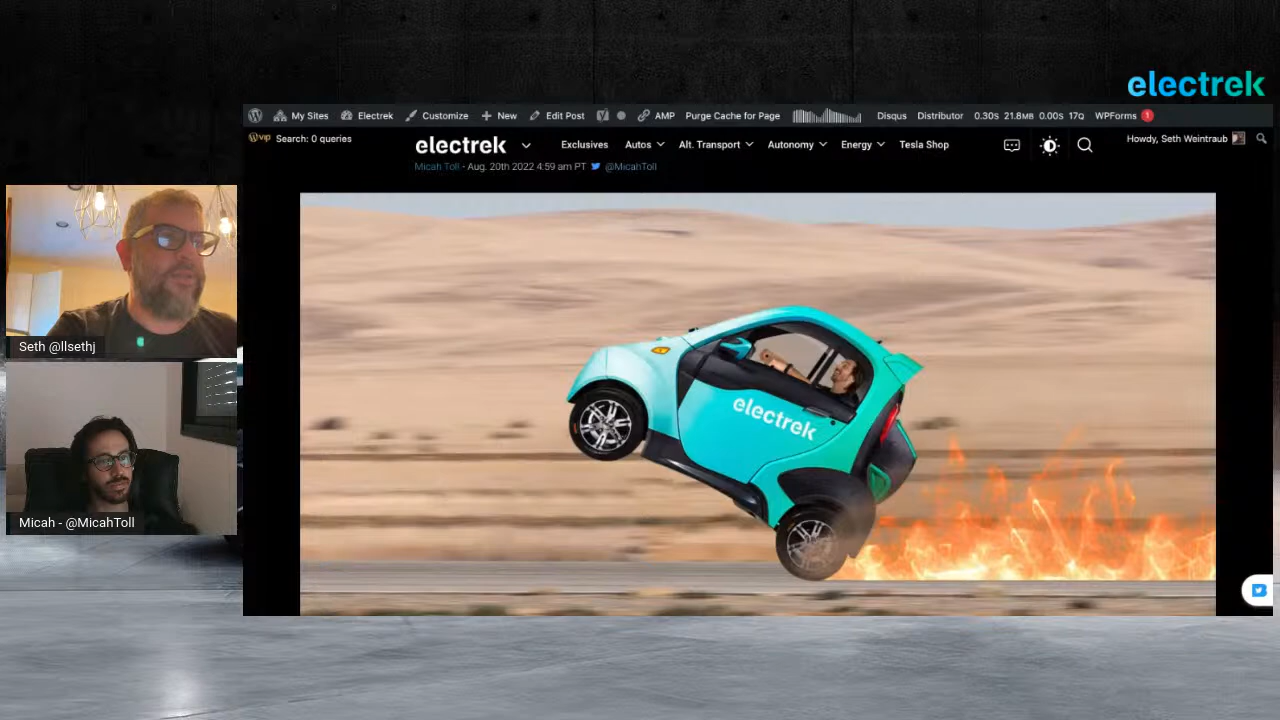 electrek
My Sites Electrek Customize New Edit Post AMP Purge Cache for Page Disqus Distributor 0.30S 21.8MB 0.00S 17Q WPForms 1
vip Search: 0 queries
electrek Exclusives Autos Alt. Transport Autonomy Energy Tesla Shop Howdy, Seth Weintraub
Micah Toll - Aug. 20th 2022 4:59 am PT @MicahToll
electrek
Seth @llsethj
Micah - @MicahToll